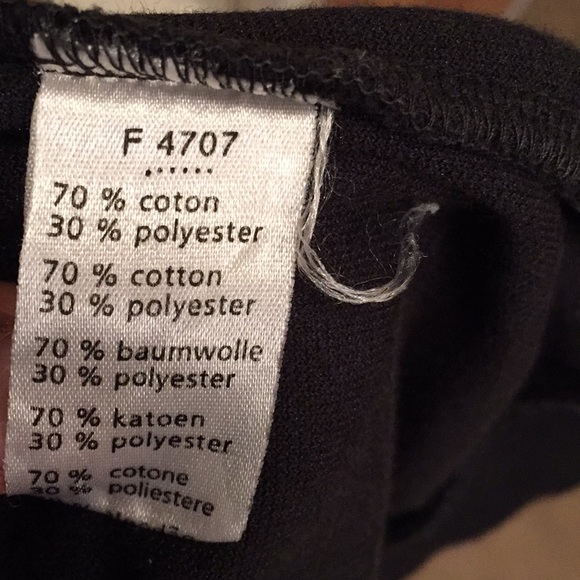 F 4707
70 % coton
30 % polyester
70 % cotton
30 % polyester
70 % baumwolle
30 % polyester
70 % katoen
30 % polyester
70 % cotone
30 % poliestere